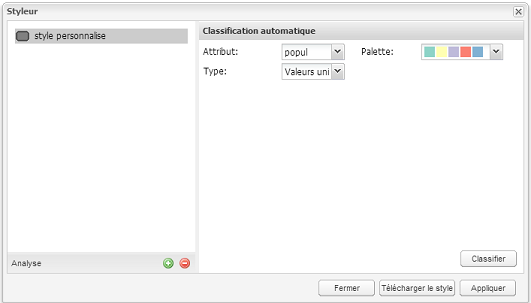 Styleur
style personnalise
Classification automatique
Attribut: popul Palette:
Type: Valeurs uni
Analyse
Classifier
Fermer Télécharger le style Appliquer